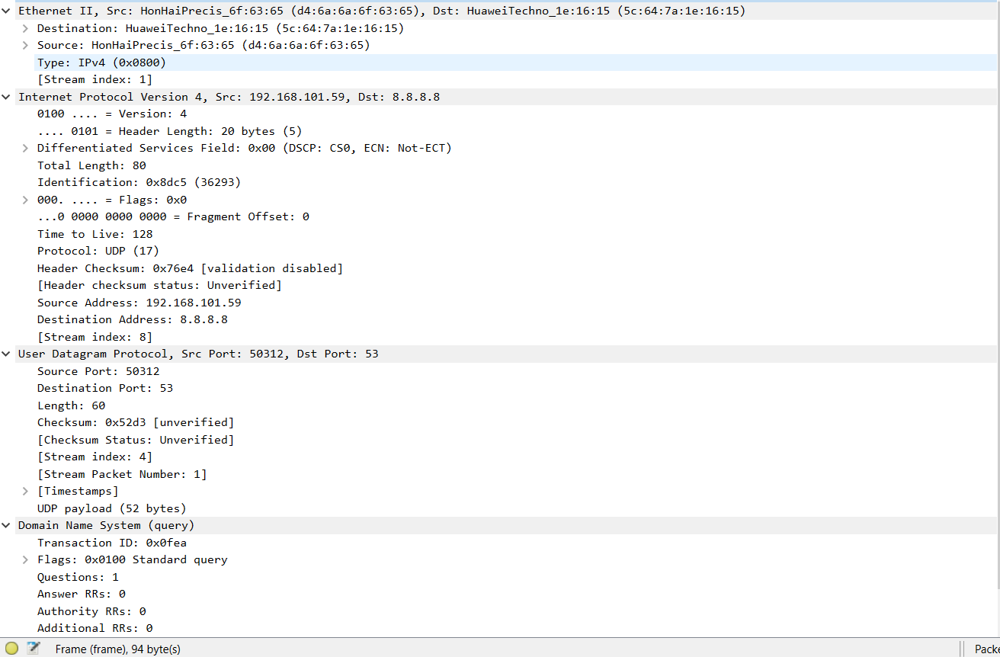 Ethernet II, Src: HonHaiPrecis_6f:63:65 (d4:6a:6a:6f:63:65), Dst: HuaweiTechno_1e:16:15 (5c:64:7a:1e:16:15)
Destination: HuaweiTechno_1e:16:15 (5c:64:7a:1e:16:15)
Source: HonHaiPrecis_6f:63:65 (d4:6a:6a:6f:63:65)
Type: IPv4 (0x0800)
[Stream index: 1]
Internet Protocol Version 4, Src: 192.168.101.59, Dst: 8.8.8.8
0100 .... = Version: 4
.... 0101 = Header Length: 20 bytes (5)
Differentiated Services Field: 0x00 (DSCP: CS0, ECN: Not-ECT)
Total Length: 80
Identification: 0x8dc5 (36293)
000. .... = Flags: 0x0
...0 0000 0000 0000 = Fragment Offset: 0
Time to Live: 128
Protocol: UDP (17)
Header Checksum: 0x76e4 [validation disabled]
[Header checksum status: Unverified]
Source Address: 192.168.101.59
Destination Address: 8.8.8.8
[Stream index: 8]
User Datagram Protocol, Src Port: 50312, Dst Port: 53
Source Port: 50312
Destination Port: 53
Length: 60
Checksum: 0x52d3 [unverified]
[Checksum Status: Unverified]
[Stream index: 4]
[Stream Packet Number: 1]
[Timestamps]
UDP payload (52 bytes)
Domain Name System (query)
Transaction ID: 0x0fea
Flags: 0x0100 Standard query
Questions: 1
Answer RRs: 0
Authority RRs: 0
Additional RRs: 0
Frame (frame), 94 byte(s)
Packe